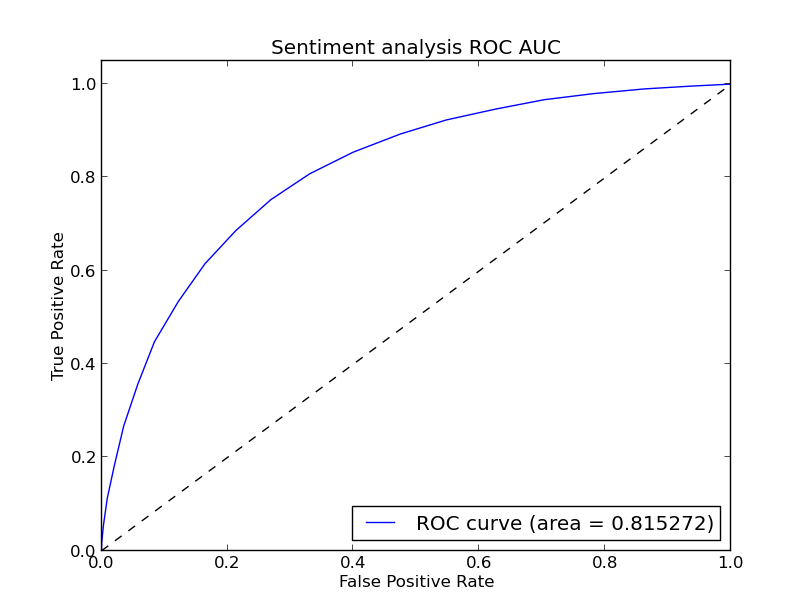 Sentiment analysis ROC AUC
1.0
0.8
0.6
0.4
0.2
0.0
True Positive Rate
ROC curve (area = 0.815272)
0.0 0.2 0.4 0.6 0.8 1.0
False Positive Rate